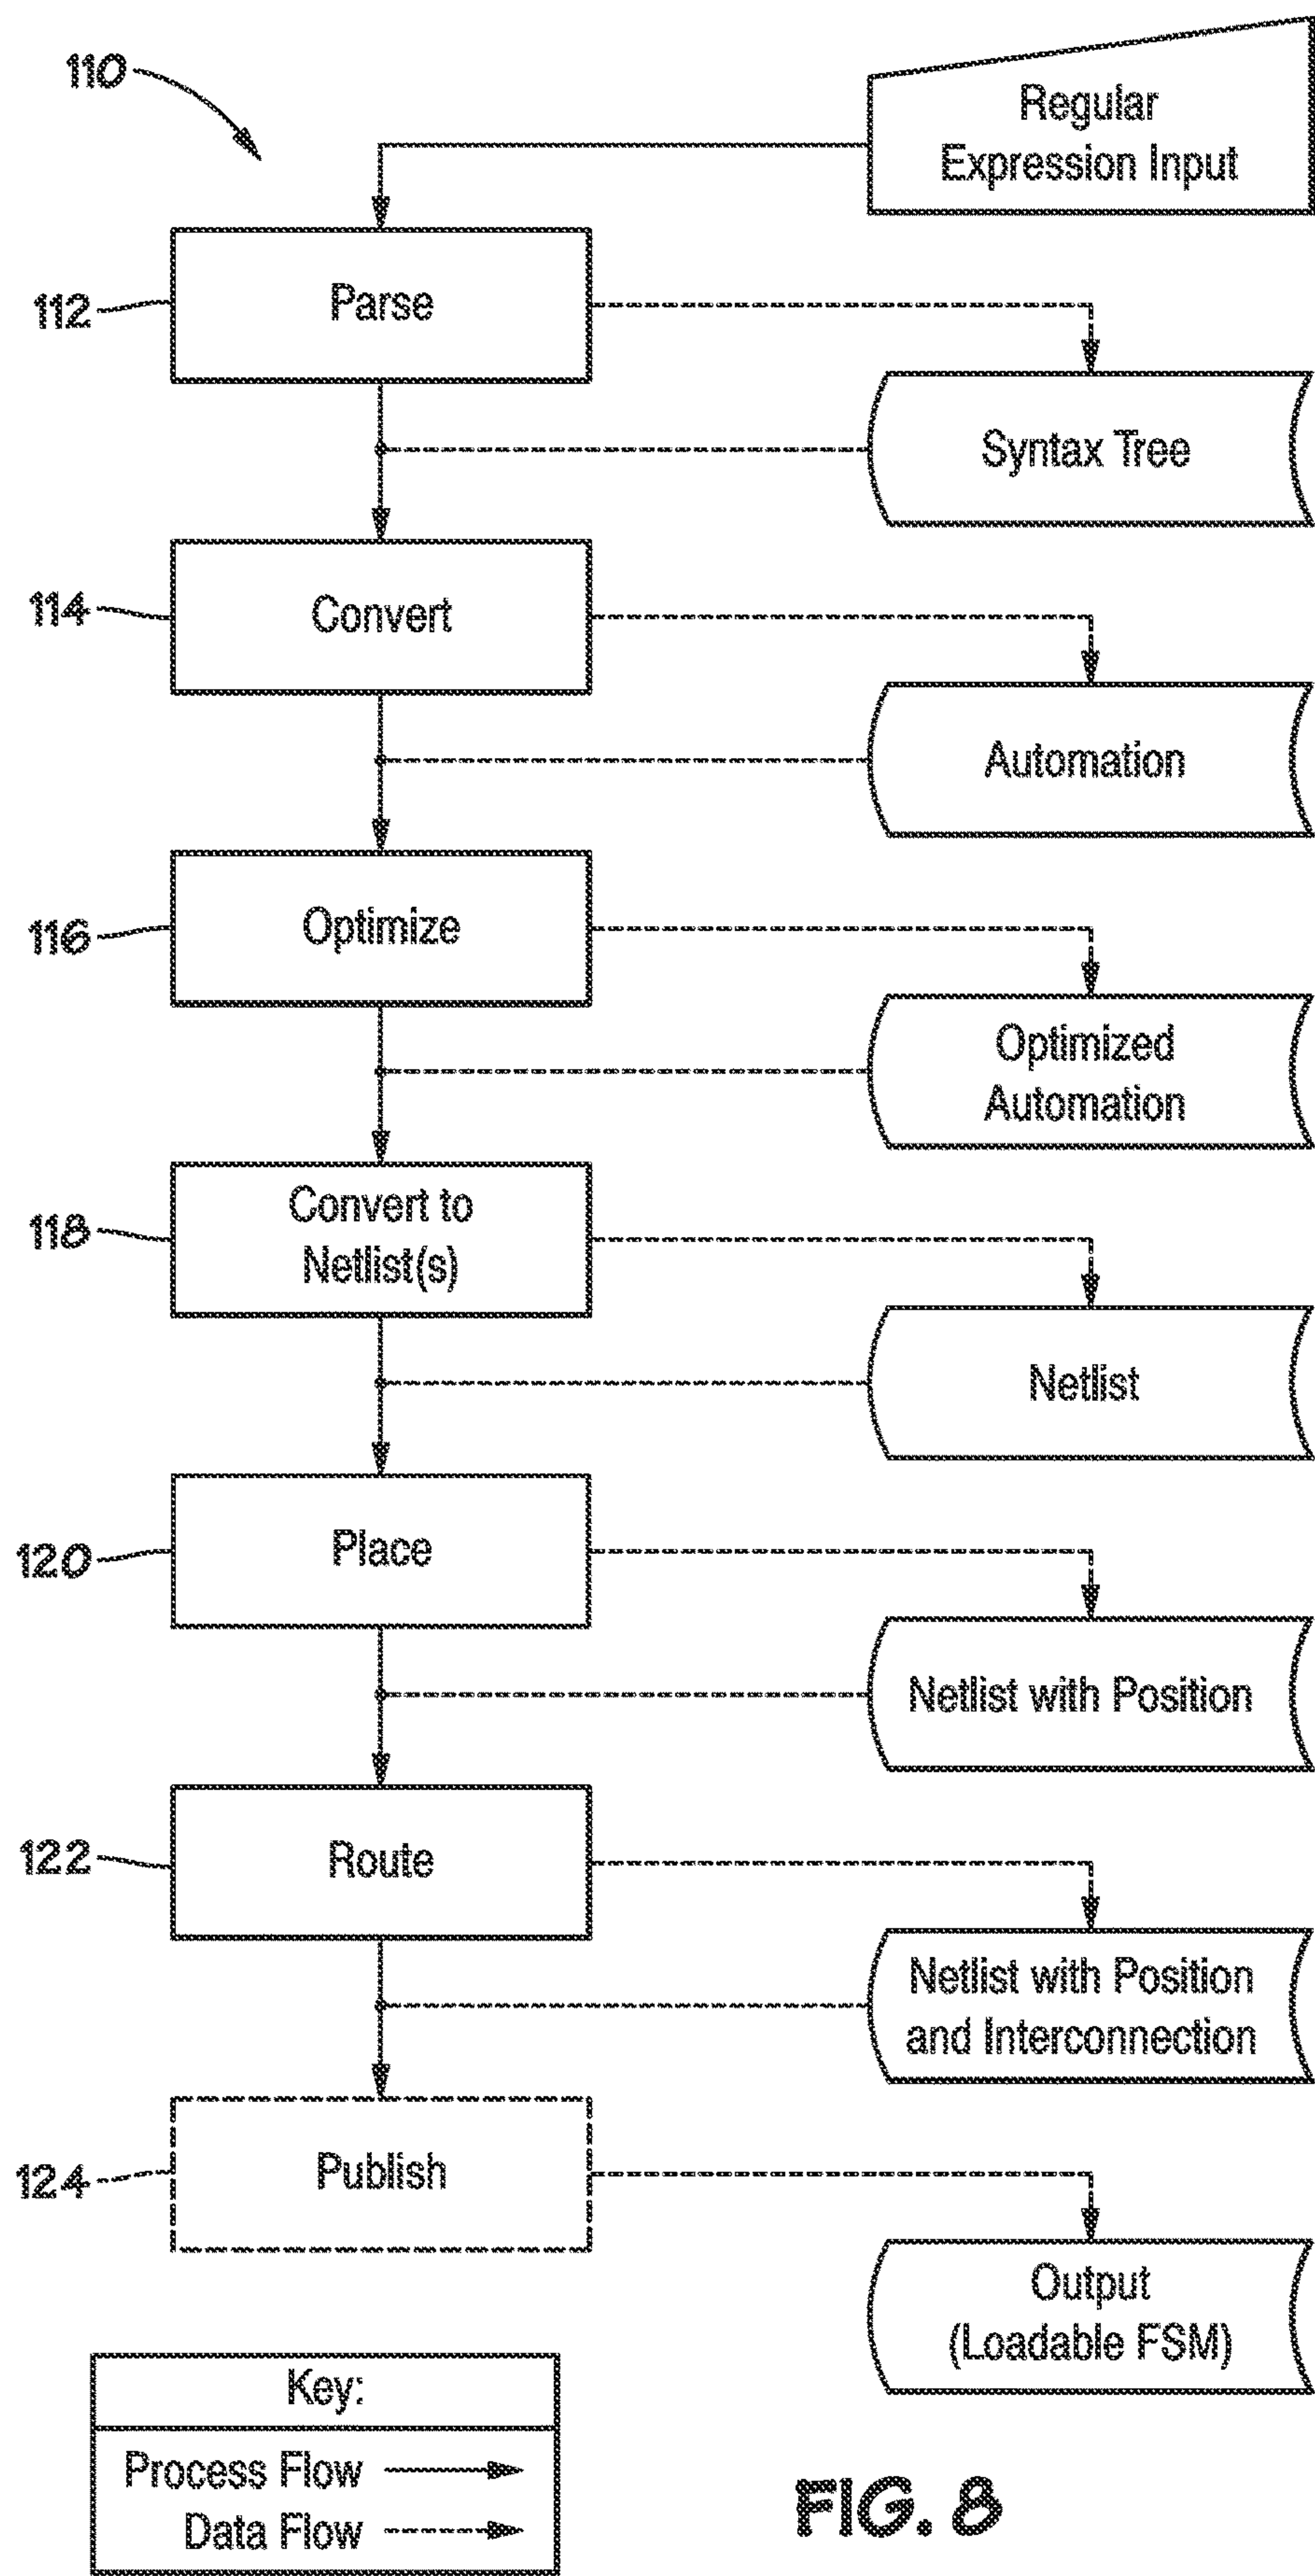 110
Regular
Expression Input
112
Parse
Syntax Tree
114
Convert
Automation
116
Optimize
Optimized
Automation
118
Convert to
Netlist(s)
Netlist
120
Place
Netlist with Position
122
Route
Netlist with Position
and Interconnection
124
Publish
Output
(Loadable FSM)
Key:
Process Flow
Data Flow
FIG. 8